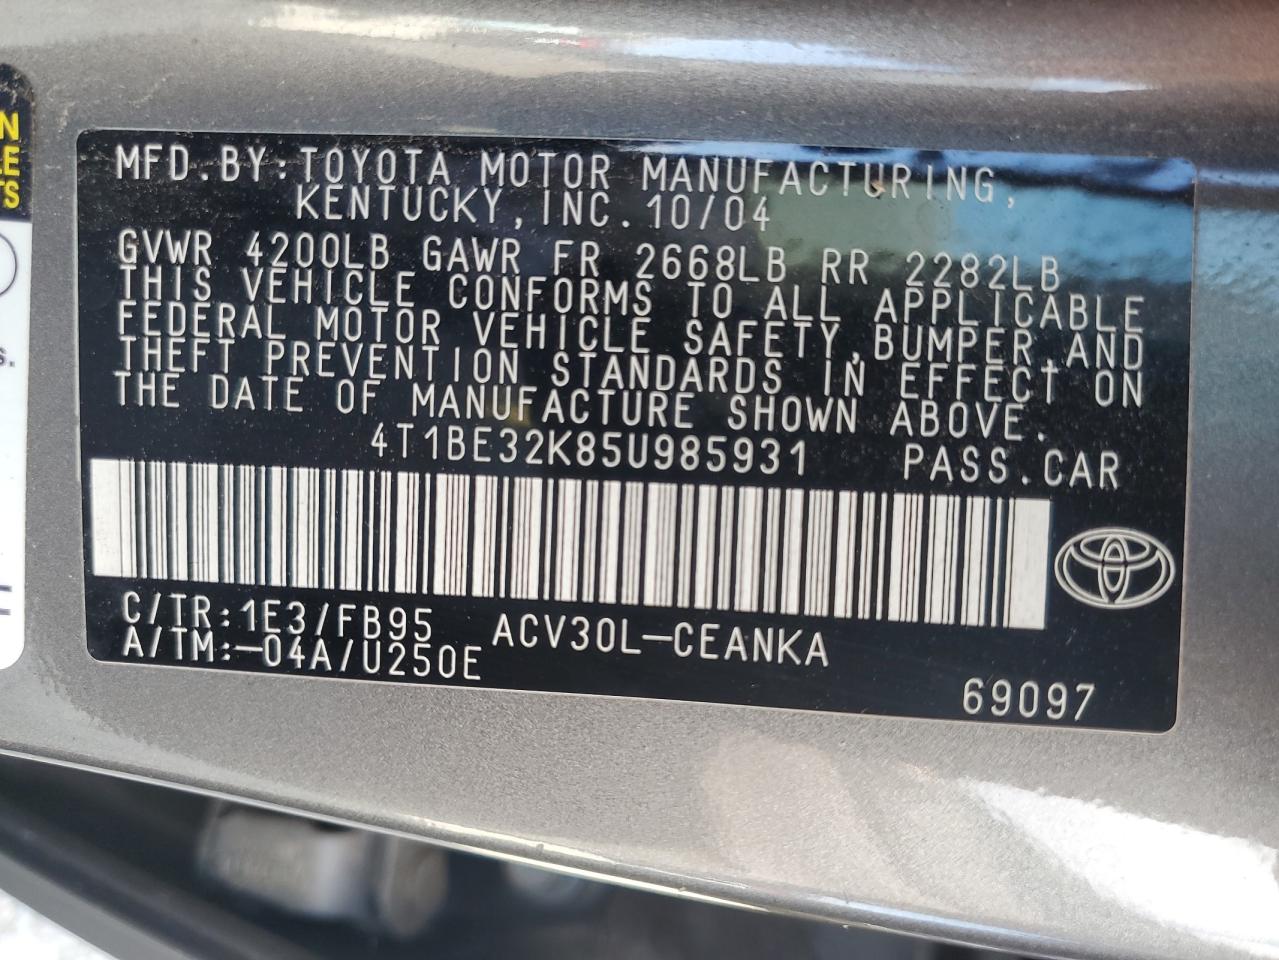 N
LE
TS
s.
MFD.BY:TOYOTA MOTOR MANUFACTURING,
KENTUCKY,INC.10/04
GVWR 4200LB GAWR FR 2668LB RR 2282LB
THIS VEHICLE CONFORMS TO ALL APPLICABLE
FEDERAL MOTOR VEHICLE SAFETY,BUMPER,AND
THEFT PREVENTION STANDARDS IN EFFECT ON
THE DATE OF MANUFACTURE SHOWN ABOVE.
4T1BE32K85U985931 PASS.CAR
C/TR:1E3/FB95 ACV30L-CEANKA
A/TM:-04A/U250E
69097